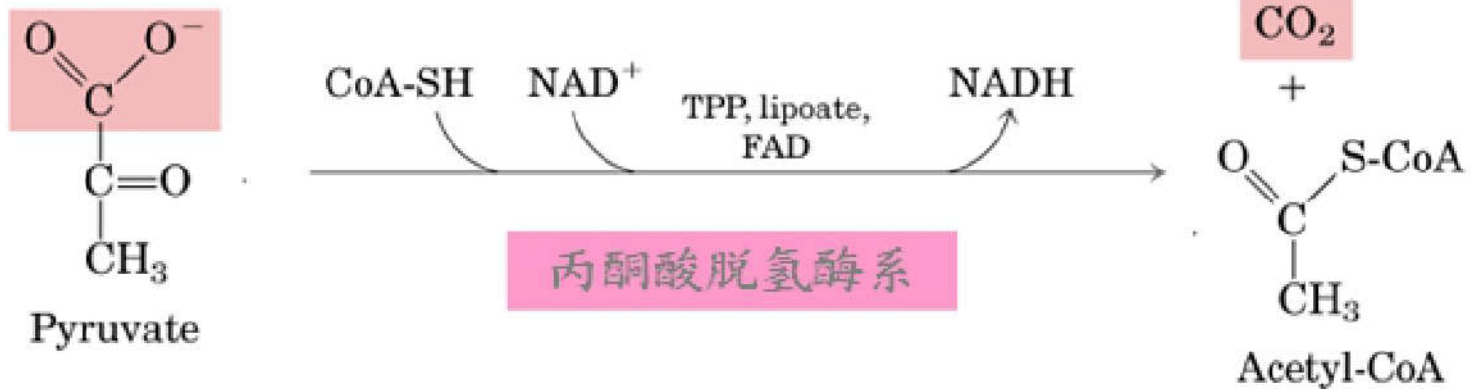 O O⁻
C
C=O
CH₃
Pyruvate
CoA-SH NAD⁺
TPP, lipoate,
FAD
NADH
丙酮酸脱氢酶系
CO₂
+
O S-CoA
C
CH₃
Acetyl-CoA